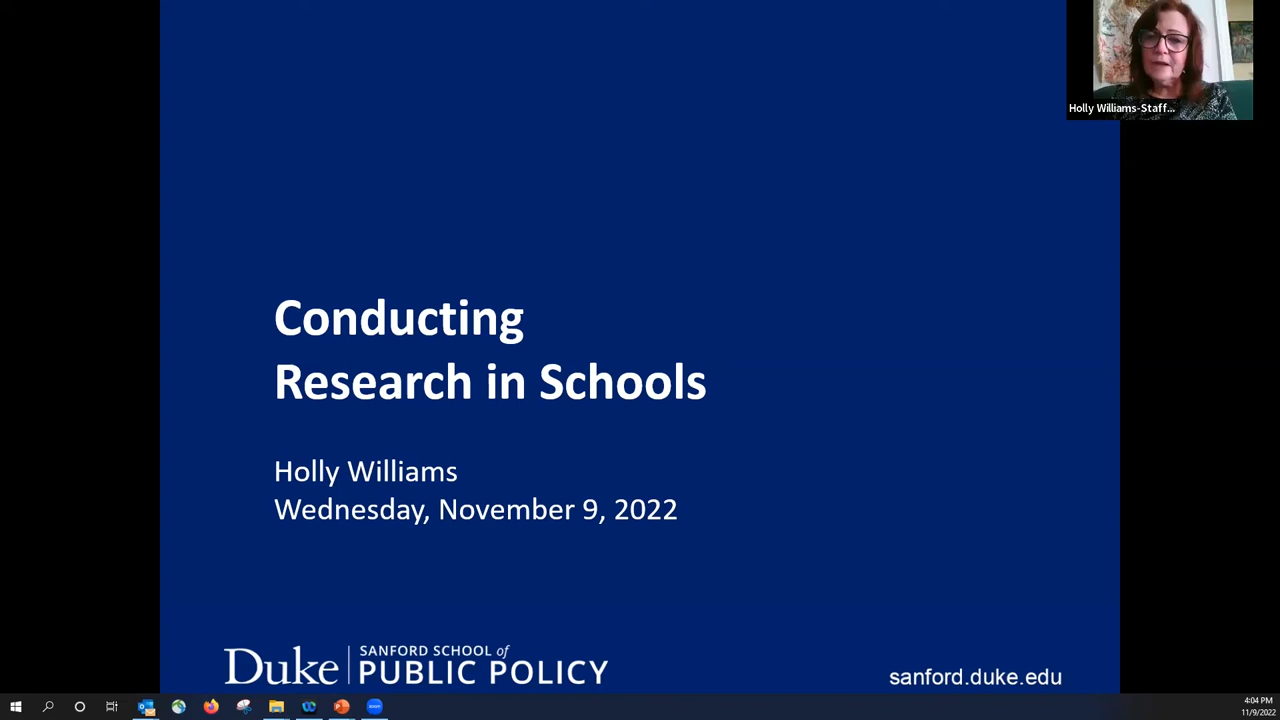 Holly Williams-Staff...
Conducting
Research in Schools
Holly Williams
Wednesday, November 9, 2022
Duke
SANFORD SCHOOL of
PUBLIC POLICY
sanford.duke.edu
4:04 PM
11/9/2022